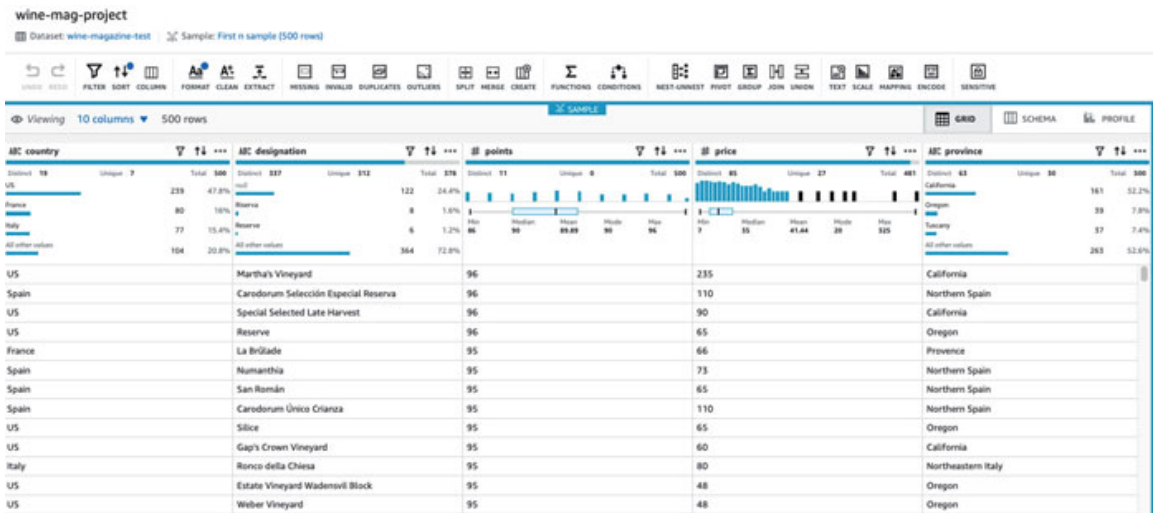 wine-mag-project
Dataset: wine-magazine-test Sample: First n sample (500 rows)
UNDO REDO FILTER SORT COLUMN FORMAT CLEAN EXTRACT MISSING INVALID DUPLICATES OUTLIERS SPLIT MERGE CREATE FUNCTIONS CONDITIONS NEST-UNNEST PIVOT GROUP JOIN UNION TEXT SCALE MAPPING ENCODE SENSITIVE
SAMPLE
Viewing 10 columns 500 rows GRID SCHEMA PROFILE
ABC country ABC designation # points # price ABC province
Distinct 19 Unique 7 Total 500 Distinct 337 Unique 312 Total 378 Distinct 11 Unique 0 Total 500 Distinct 85 Unique 27 Total 481 Distinct 63 Unique 30 Total 500
US 239 47.8% null 122 24.4% California 161 32.2%
France 80 16% Riserva 8 1.6% Oregon 39 7.8%
Italy 77 15.4% Reserve 6 1.2% Min Median Mean Mode Max Min Median Mean Mode Max Tuscany 37 7.4%
86 90 89.89 90 96 7 35 41.44 20 325
All other values 104 20.8% All other values 364 72.8% All other values 263 52.6%
US Martha's Vineyard 96 235 California
Spain Carodorum Selección Especial Reserva 96 110 Northern Spain
US Special Selected Late Harvest 96 90 California
US Reserve 96 65 Oregon
France La Brûlade 95 66 Provence
Spain Numanthia 95 73 Northern Spain
Spain San Román 95 65 Northern Spain
Spain Carodorum Único Crianza 95 110 Northern Spain
US Silice 95 65 Oregon
US Gap's Crown Vineyard 95 60 California
Italy Ronco della Chiesa 95 80 Northeastern Italy
US Estate Vineyard Wadensvil Block 95 48 Oregon
US Weber Vineyard 95 48 Oregon